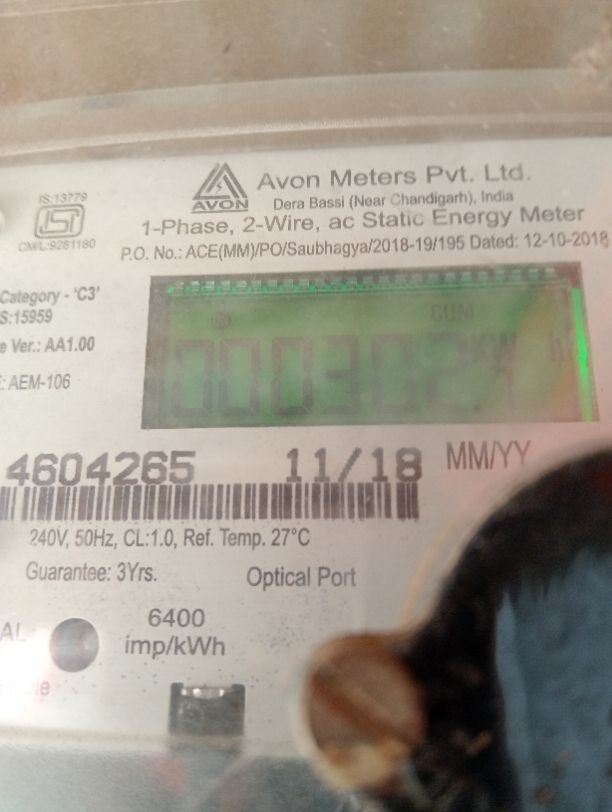 IS:13779
CM/L:9281180
AVON
Avon Meters Pvt. Ltd.
Dera Bassi (Near Chandigarh), India
1-Phase, 2-Wire, ac Static Energy Meter
P.O. No.: ACE(MM)/PO/Saubhagya/2018-19/195 Dated: 12-10-2018
Category - 'C3'
S:15959
e Ver.: AA1.00
: AEM-106
COM
000302. kW h
4604265 11/18 MM/YY
240V, 50Hz, CL:1.0, Ref. Temp. 27°C
Guarantee: 3Yrs. Optical Port
AL
6400
imp/kWh